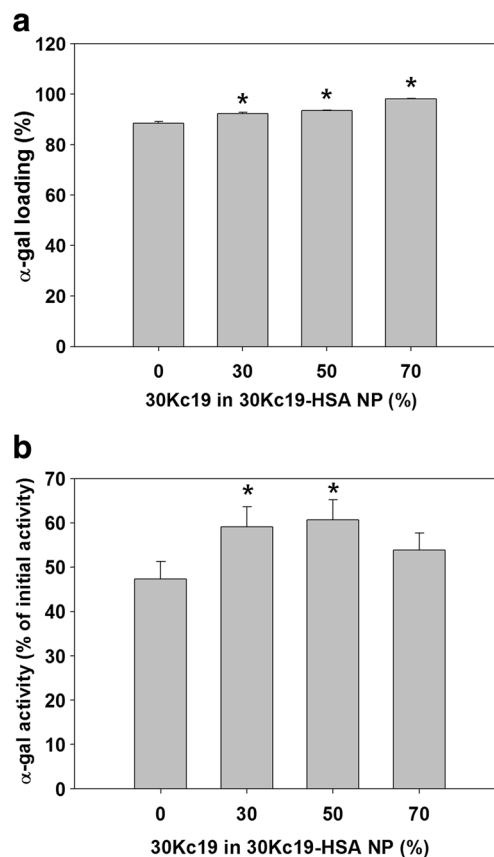 a
α-gal loading (%)
120
100
80
60
40
20
0
* * *
0 30 50 70
30Kc19 in 30Kc19-HSA NP (%)
b
α-gal activity (% of initial activity)
70
60
50
40
30
20
10
0
* *
0 30 50 70
30Kc19 in 30Kc19-HSA NP (%)